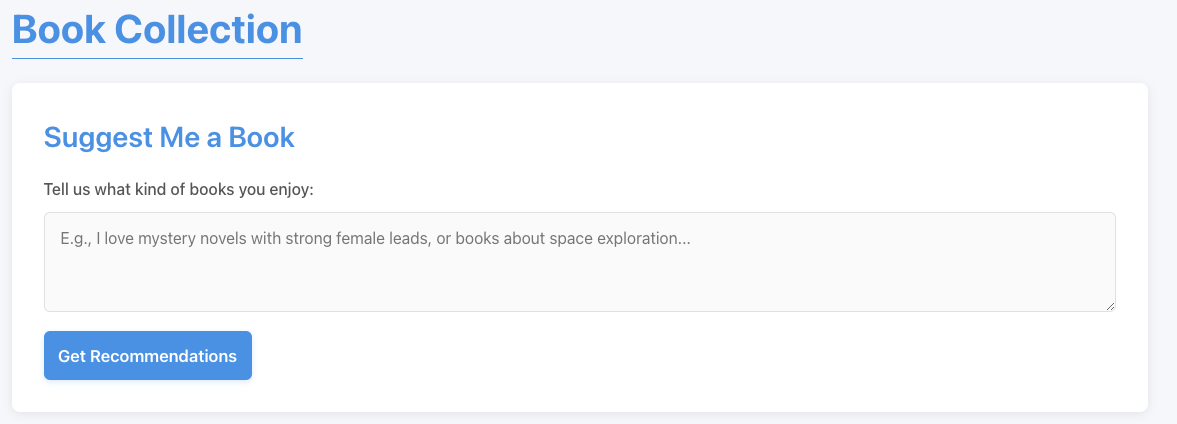 Book Collection
Suggest Me a Book
Tell us what kind of books you enjoy:
E.g., I love mystery novels with strong female leads, or books about space exploration...
Get Recommendations